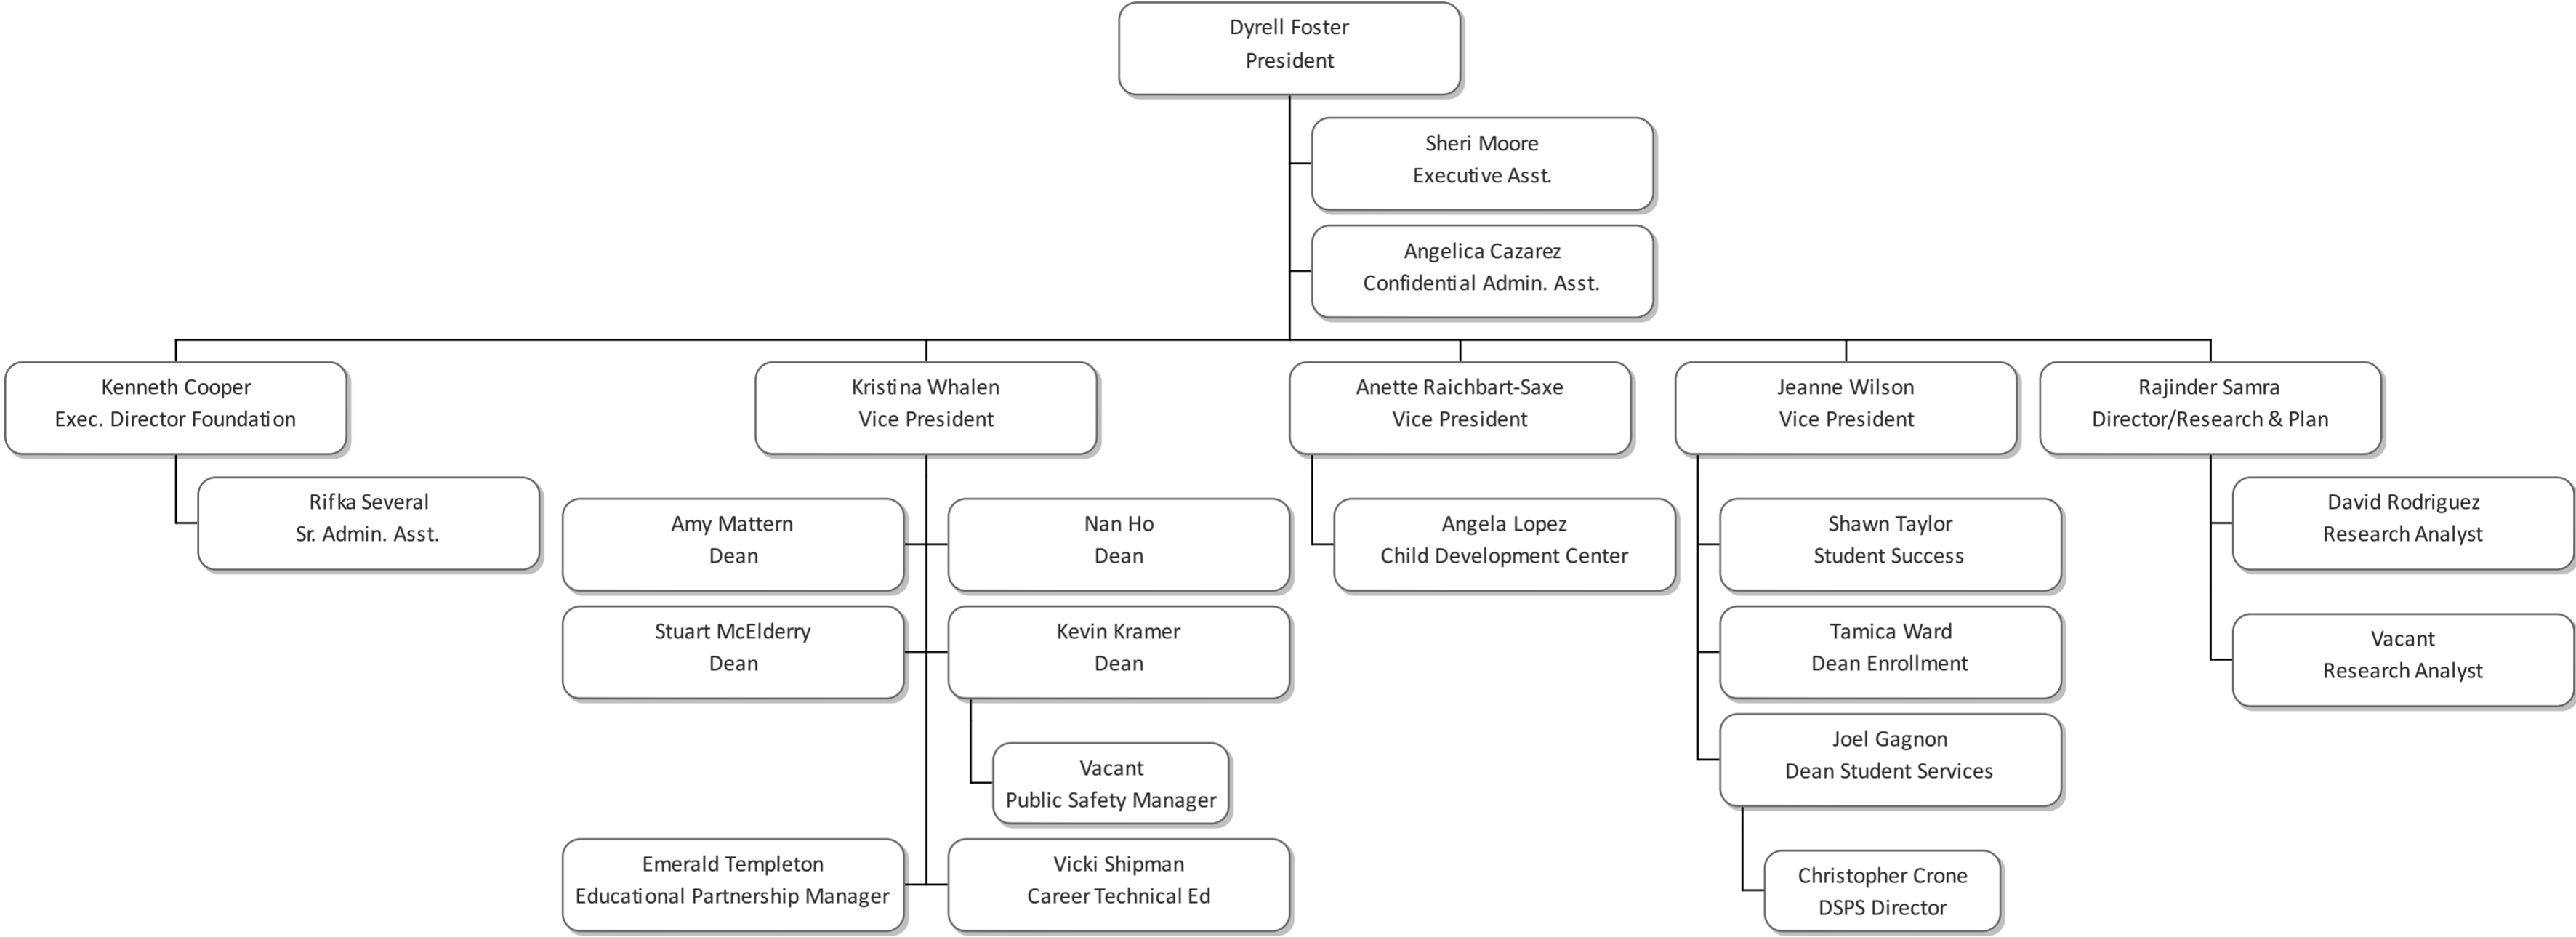 Dyrell Foster
President
Sheri Moore
Executive Asst.
Angelica Cazarez
Confidential Admin. Asst.
Kenneth Cooper
Exec. Director Foundation
Kristina Whalen
Vice President
Anette Raichbart-Saxe
Vice President
Jeanne Wilson
Vice President
Rajinder Samra
Director/Research & Plan
Rifka Several
Sr. Admin. Asst.
Amy Mattern
Dean
Nan Ho
Dean
Stuart McElderry
Dean
Kevin Kramer
Dean
Vacant
Public Safety Manager
Emerald Templeton
Educational Partnership Manager
Vicki Shipman
Career Technical Ed
Angela Lopez
Child Development Center
Shawn Taylor
Student Success
Tamica Ward
Dean Enrollment
Joel Gagnon
Dean Student Services
Christopher Crone
DSPS Director
David Rodriguez
Research Analyst
Vacant
Research Analyst